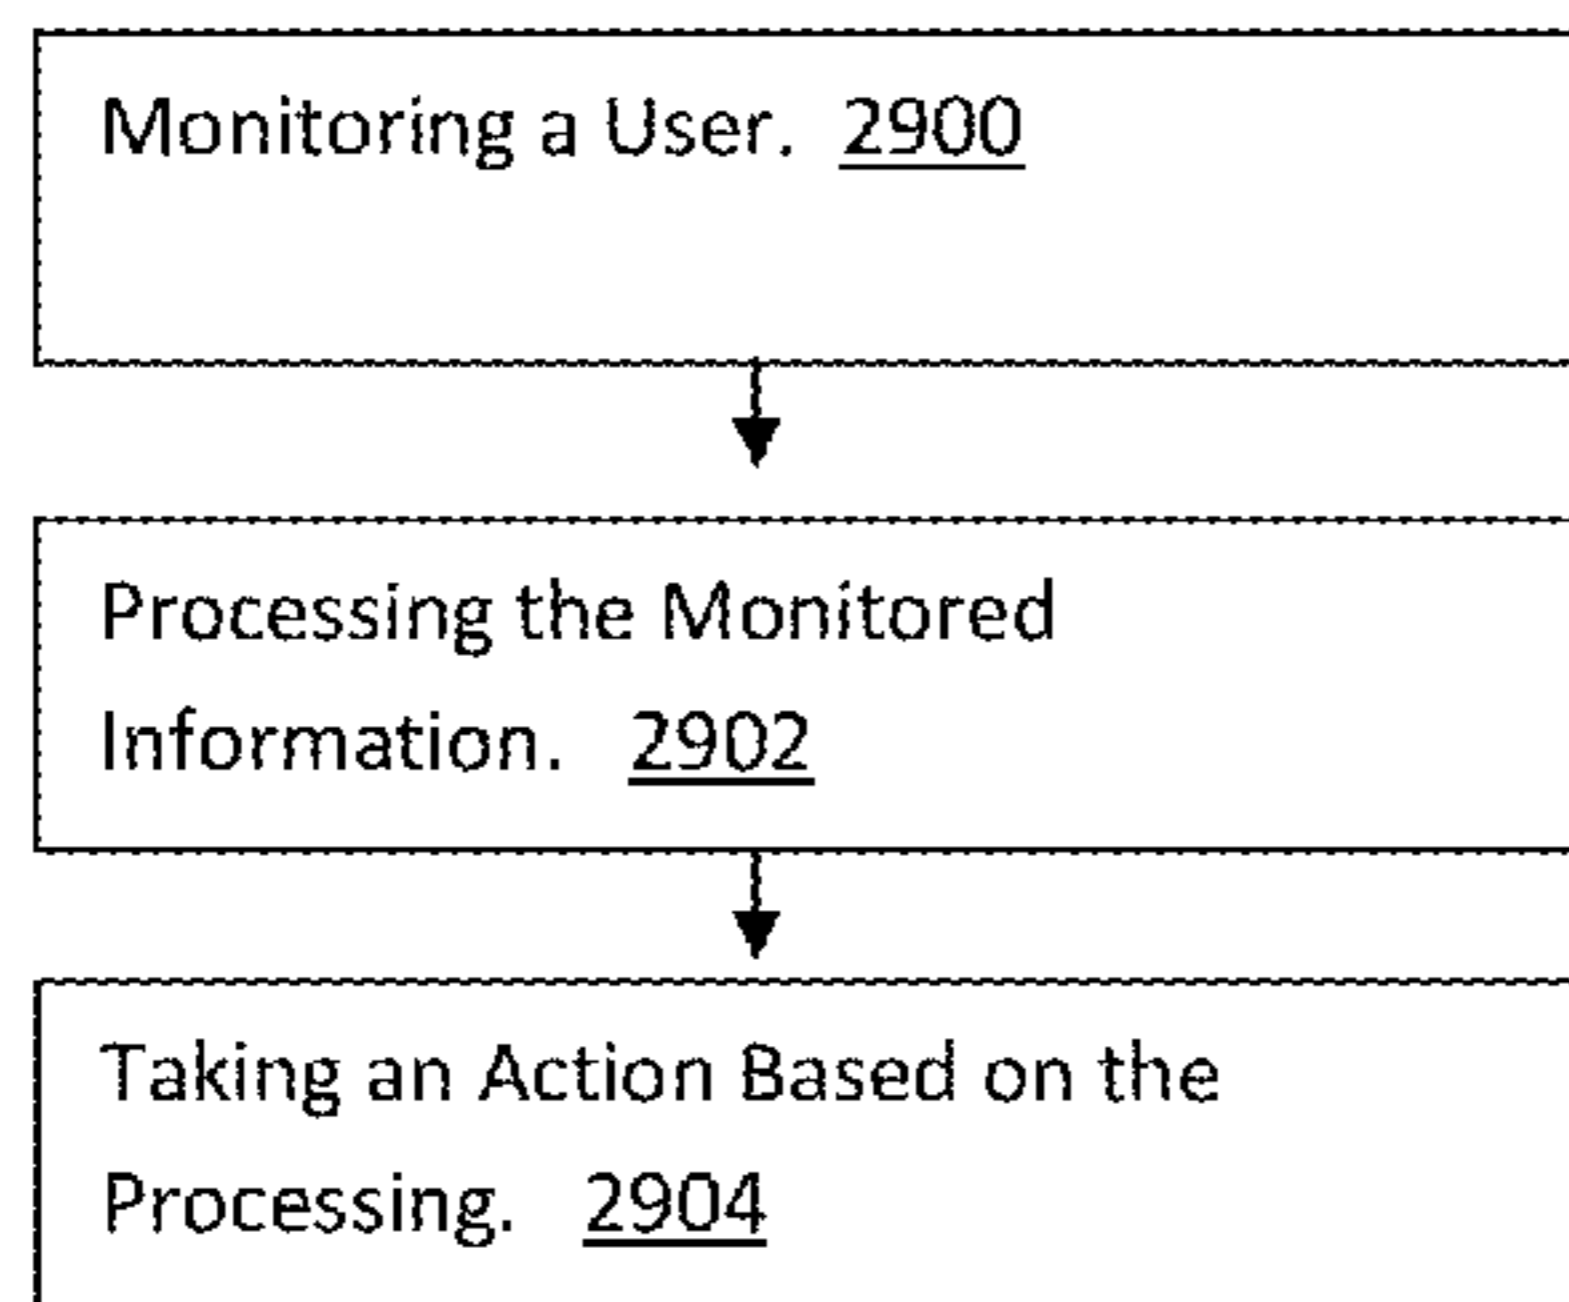 Monitoring a User. 2900
Processing the Monitored
Information. 2902
Taking an Action Based on the
Processing. 2904